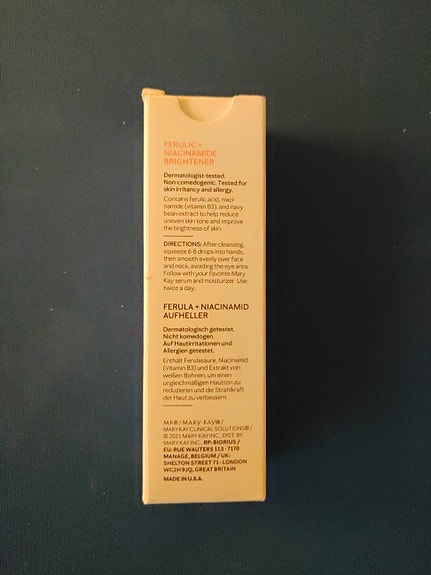 FERULIC +
NIACINAMIDE
BRIGHTENER
Dermatologist-tested.
Non-comedogenic. Tested for
skin irritancy and allergy.
Contains ferulic acid, niaci-
namide (vitamin B3), and navy
bean extract to help reduce
uneven skin tone and improve
the brightness of skin.
DIRECTIONS: After cleansing,
squeeze 6-8 drops into hands,
then smooth evenly over face
and neck, avoiding the eye area.
Follow with your favorite Mary
Kay serum and moisturizer. Use
twice a day.
FERULA + NIACINAMID
AUFHELLER
Dermatologisch getestet.
Nicht komedogen.
Auf Hautirritationen und
Allergien getestet.
Enthält Ferulasäure, Niacinamid
(Vitamin B3) und Extrakt von
weißen Bohnen, um einen
ungleichmäßigen Hautton zu
reduzieren und die Strahlkraft
der Haut zu verbessern.
MK®/MARY KAY®/
MARY KAY CLINICAL SOLUTIONS®/
© 2021 MARY KAY INC., DIST. BY
MARY KAY INC., RP: BIORIUS /
EU: RUE WAUTERS 113 · 7170
MANAGE, BELGIUM / UK:
SHELTON STREET 71 · LONDON
WC2H 9JQ, GREAT BRITAIN
MADE IN U.S.A.